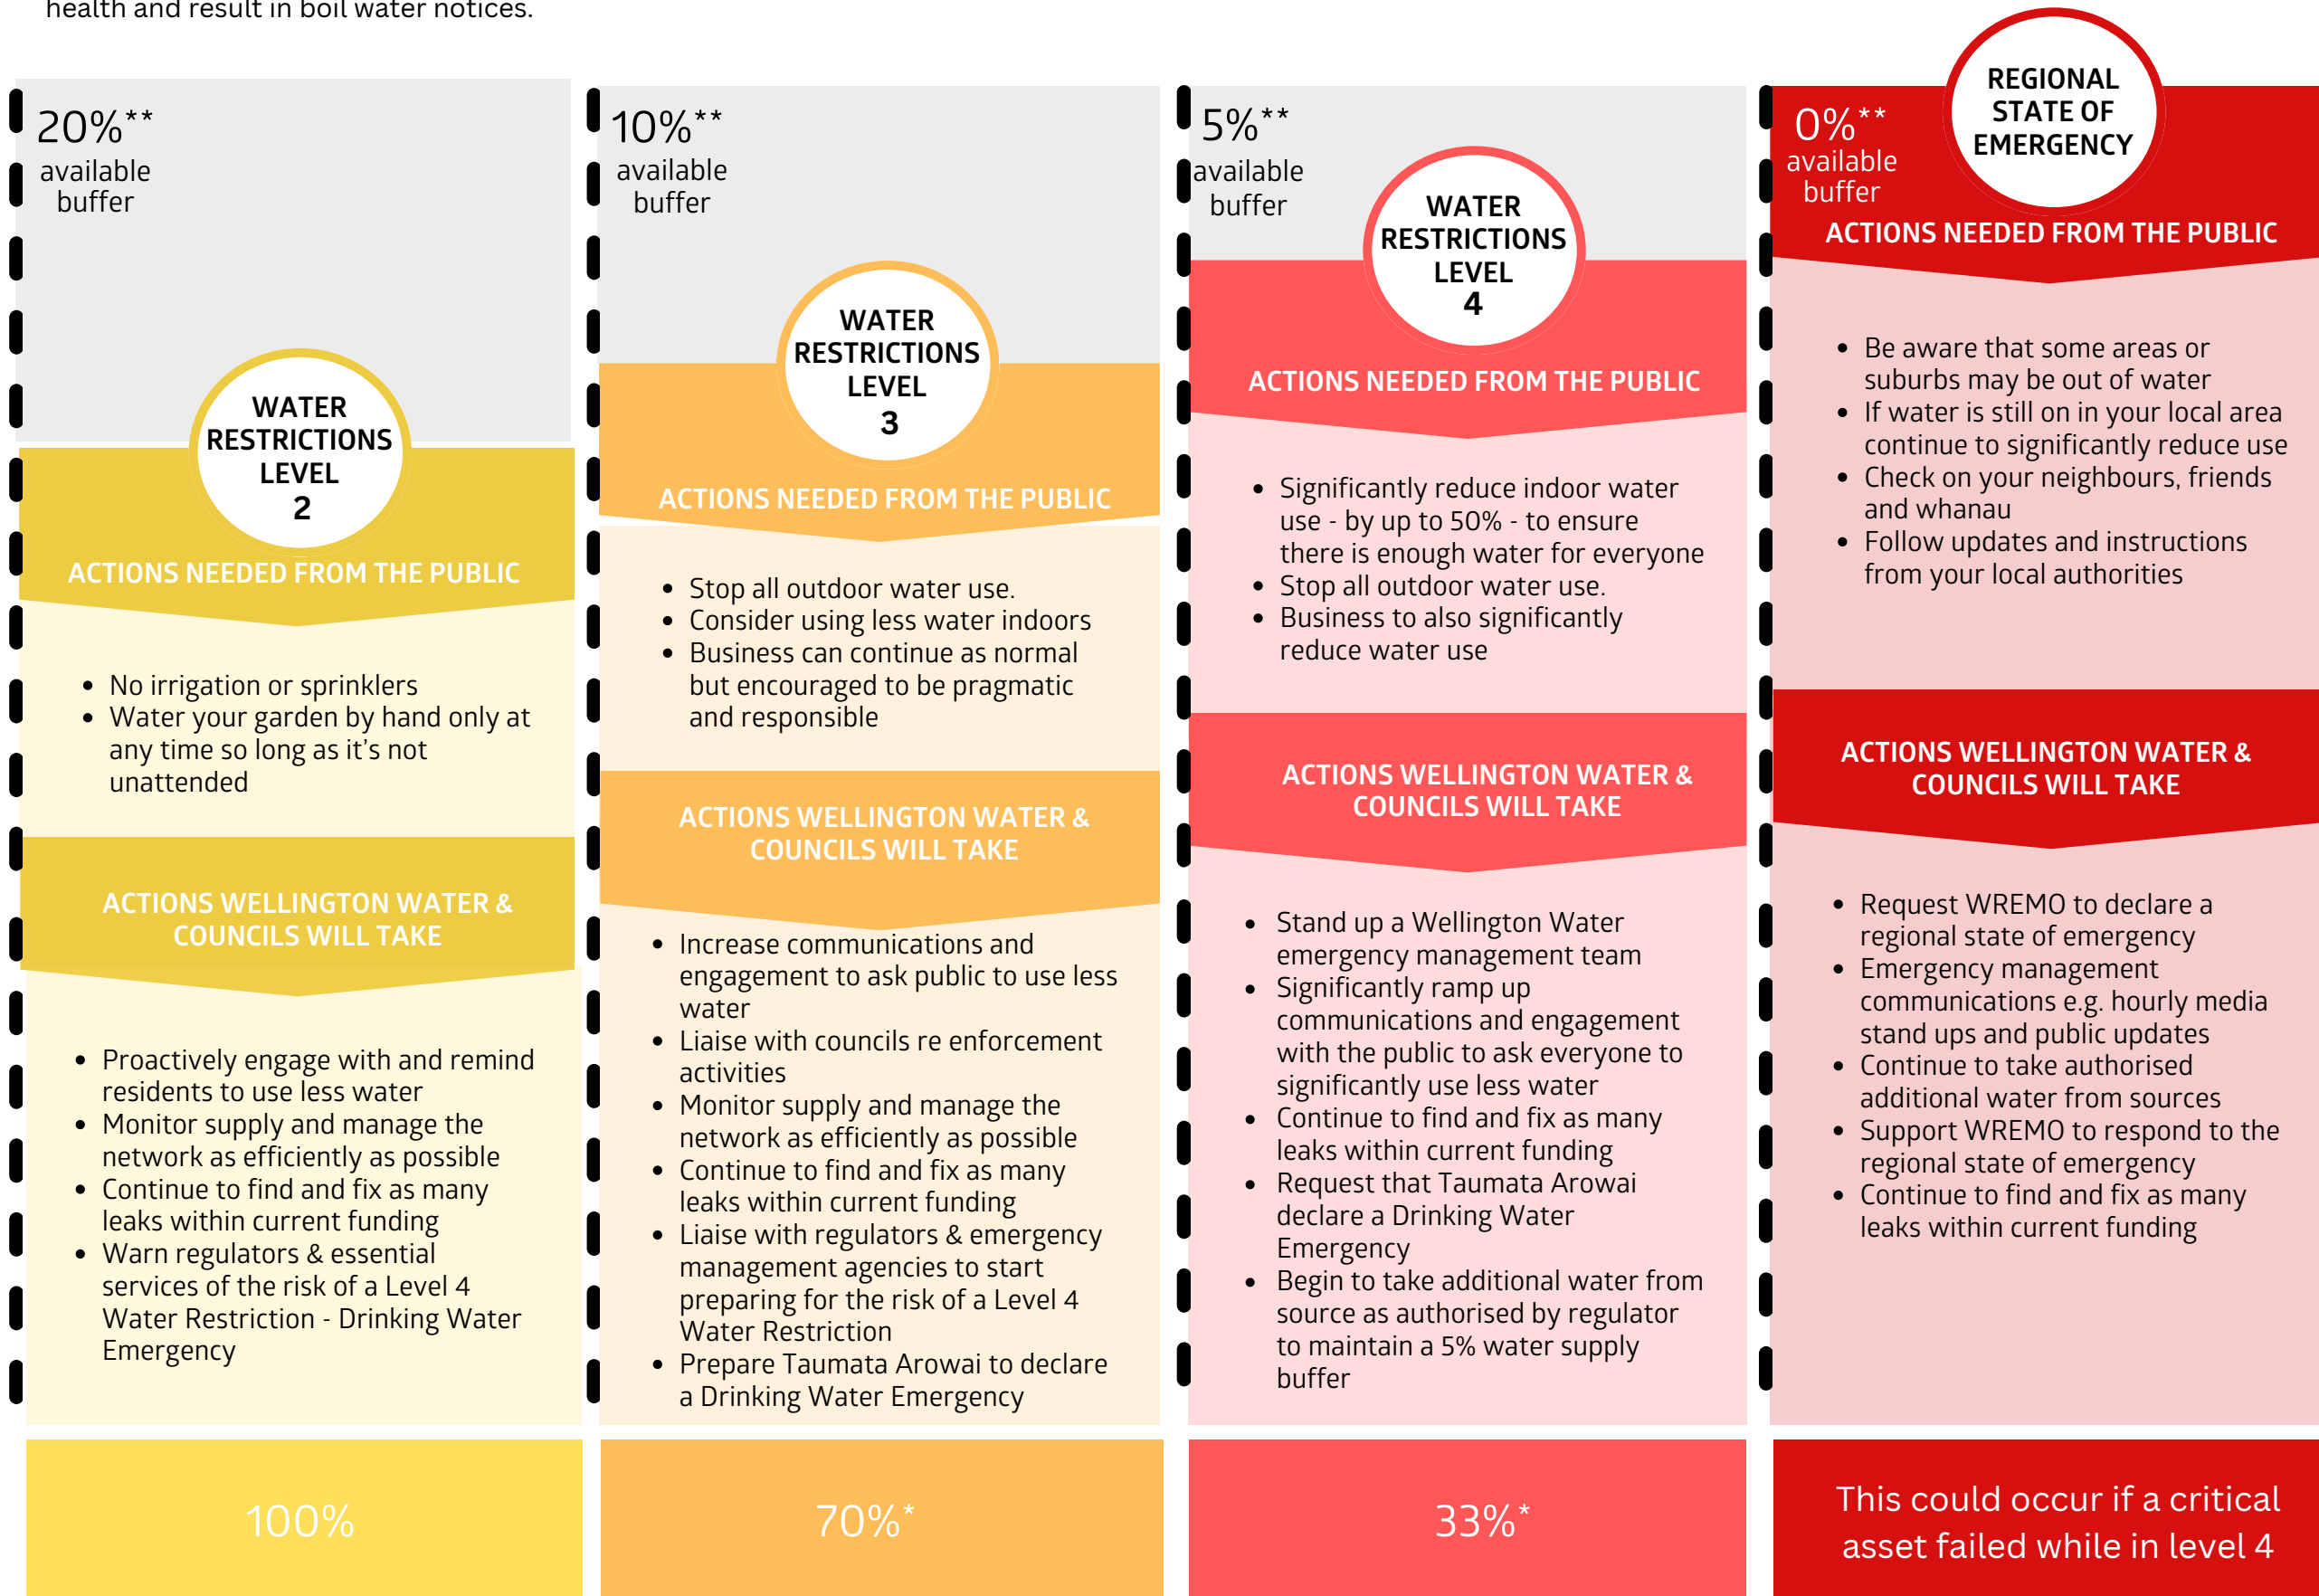 health and result in boil water notices.
20%**
available
buffer
WATER
RESTRICTIONS
LEVEL
2
ACTIONS NEEDED FROM THE PUBLIC
• No irrigation or sprinklers
• Water your garden by hand only at
any time so long as it's not
unattended
ACTIONS WELLINGTON WATER &
COUNCILS WILL TAKE
• Proactively engage with and remind
residents to use less water
• Monitor supply and manage the
network as efficiently as possible
• Continue to find and fix as many
leaks within current funding
• Warn regulators & essential
services of the risk of a Level 4
Water Restriction - Drinking Water
Emergency
100%
10%**
available
buffer
WATER
RESTRICTIONS
LEVEL
3
ACTIONS NEEDED FROM THE PUBLIC
• Stop all outdoor water use.
• Consider using less water indoors
• Business can continue as normal
but encouraged to be pragmatic
and responsible
ACTIONS WELLINGTON WATER &
COUNCILS WILL TAKE
• Increase communications and
engagement to ask public to use less
water
• Liaise with councils re enforcement
activities
• Monitor supply and manage the
network as efficiently as possible
• Continue to find and fix as many
leaks within current funding
• Liaise with regulators & emergency
management agencies to start
preparing for the risk of a Level 4
Water Restriction
• Prepare Taumata Arowai to declare
a Drinking Water Emergency
70%*
5%**
available
buffer
WATER
RESTRICTIONS
LEVEL
4
ACTIONS NEEDED FROM THE PUBLIC
• Significantly reduce indoor water
use - by up to 50% - to ensure
there is enough water for everyone
• Stop all outdoor water use.
• Business to also significantly
reduce water use
ACTIONS WELLINGTON WATER &
COUNCILS WILL TAKE
• Stand up a Wellington Water
emergency management team
• Significantly ramp up
communications and engagement
with the public to ask everyone to
significantly use less water
• Continue to find and fix as many
leaks within current funding
• Request that Taumata Arowai
declare a Drinking Water
Emergency
• Begin to take additional water from
source as authorised by regulator
to maintain a 5% water supply
buffer
33%*
0%**
available
buffer
REGIONAL
STATE OF
EMERGENCY
ACTIONS NEEDED FROM THE PUBLIC
• Be aware that some areas or
suburbs may be out of water
• If water is still on in your local area
continue to significantly reduce use
• Check on your neighbours, friends
and whanau
• Follow updates and instructions
from your local authorities
ACTIONS WELLINGTON WATER &
COUNCILS WILL TAKE
• Request WREMO to declare a
regional state of emergency
• Emergency management
communications e.g. hourly media
stand ups and public updates
• Continue to take authorised
additional water from sources
• Support WREMO to respond to the
regional state of emergency
• Continue to find and fix as many
leaks within current funding
This could occur if a critical
asset failed while in level 4